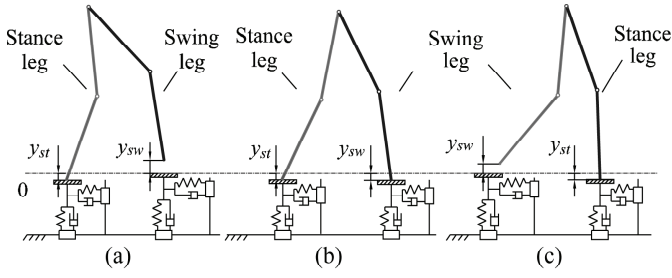 Stance
leg
Swing
leg
Stance
leg
Swing
leg
Stance
leg
y_st
y_sw
y_st
y_sw
y_sw
y_st
0
(a)
(b)
(c)